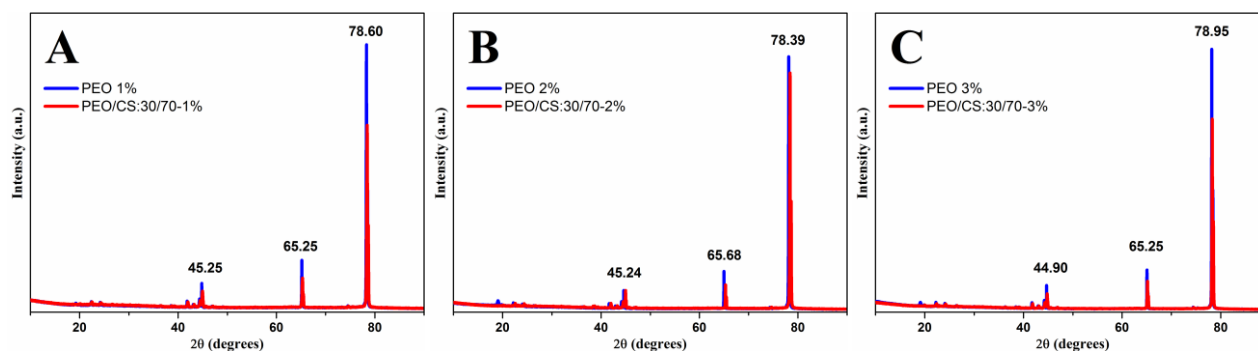 A
78.60
PEO 1%
PEO/CS:30/70-1%
65.25
45.25
Intensity (a.u.)
20 40 60 80
2θ (degrees)
B
78.39
PEO 2%
PEO/CS:30/70-2%
65.68
45.24
Intensity (a.u.)
20 40 60 80
2θ (degrees)
C
78.95
PEO 3%
PEO/CS:30/70-3%
65.25
44.90
Intensity (a.u.)
20 40 60 80
2θ (degrees)